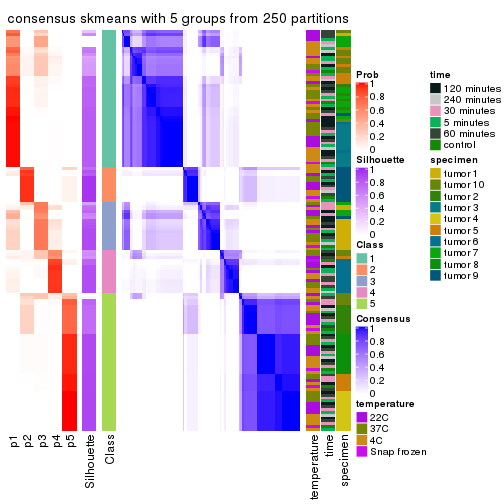 consensus skmeans with 5 groups from 250 partitions
Prob
1
0.8
0.6
0.4
0.2
0
Silhouette
1
0.8
0.6
0.4
0.2
0
Class
1
2
3
4
5
Consensus
1
0.8
0.6
0.4
0.2
0
temperature
22C
37C
4C
Snap frozen
time
120 minutes
240 minutes
30 minutes
5 minutes
60 minutes
control
specimen
tumor 1
tumor 10
tumor 2
tumor 3
tumor 4
tumor 5
tumor 6
tumor 7
tumor 8
tumor 9
p1
p2
p3
p4
p5
Silhouette
Class
temperature
time
specimen